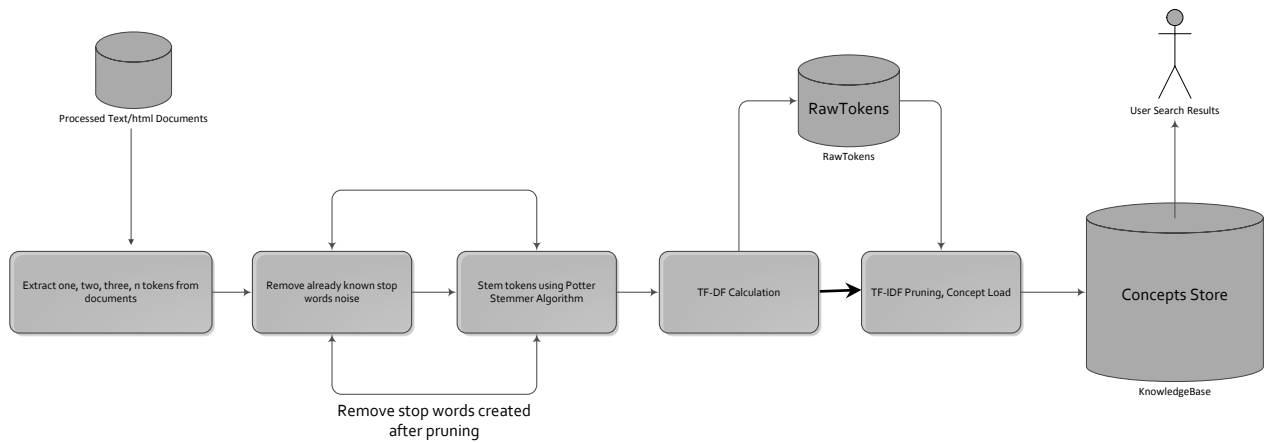 Processed Text/html Documents
RawTokens
RawTokens
User Search Results
Extract one, two, three, n tokens from
documents
Remove already known stop
words noise
Stem tokens using Potter
Stemmer Algorithm
TF-DF Calculation
TF-IDF Pruning, Concept Load
Concepts Store
KnowledgeBase
Remove stop words created
after pruning